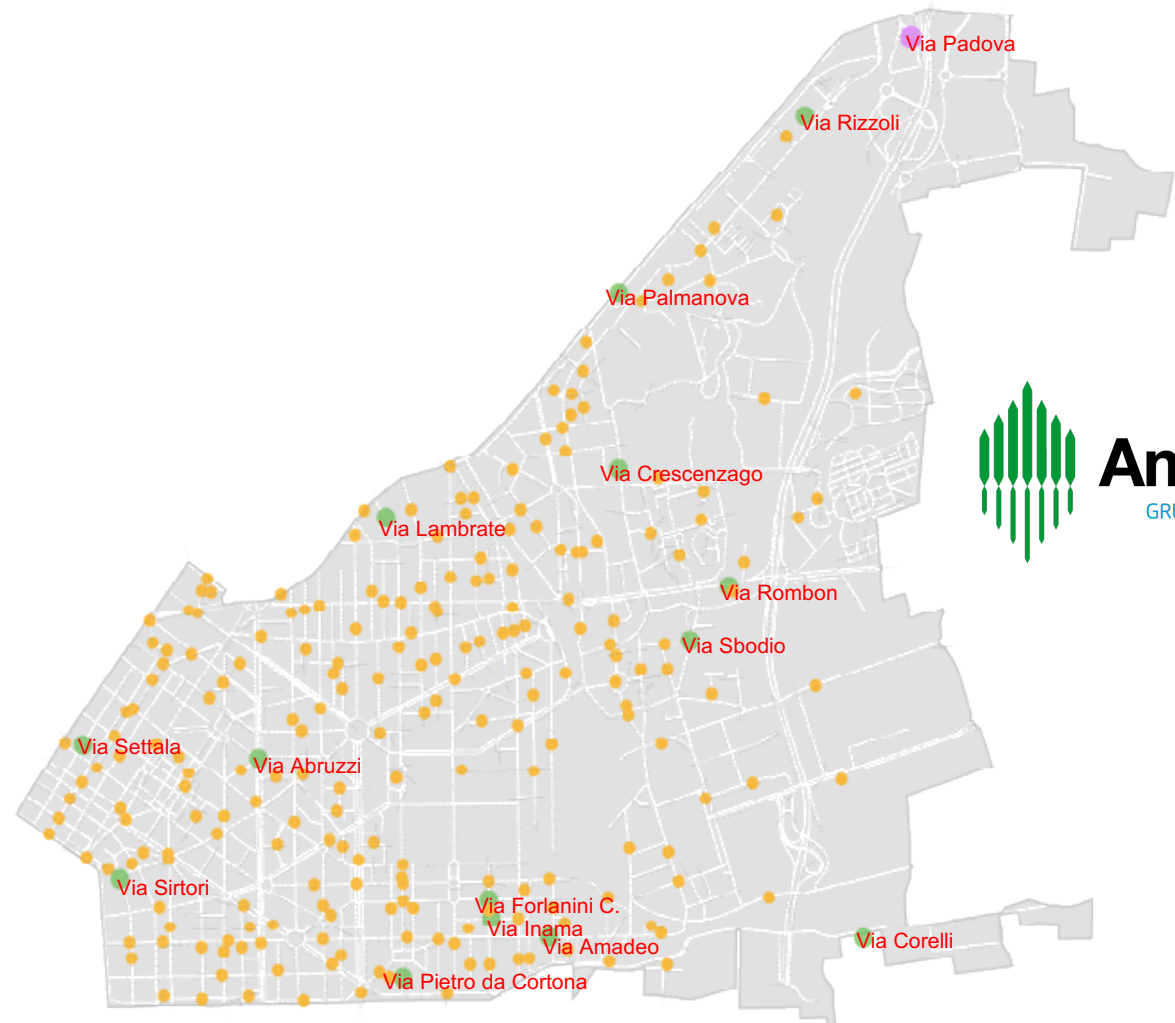 Via Padova
Via Rizzoli
Via Palmanova
Via Crescenzago
Via Lambrate
Via Rombon
Via Sbodio
Via Settala
Via Abruzzi
Via Sirtori
Via Forlanini C.
Via Inama
Via Amadeo
Via Corelli
Via Pietro da Cortona